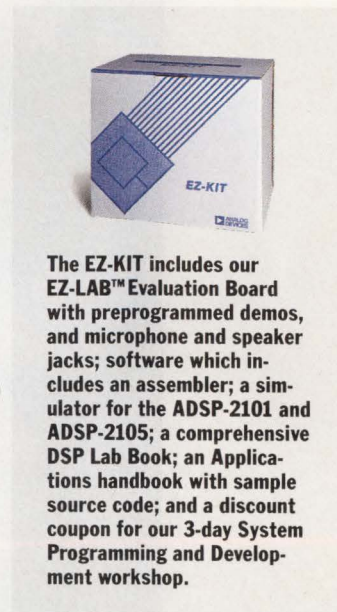 EZ-KIT
ANALOG
DEVICES
The EZ-KIT includes our
EZ-LAB™ Evaluation Board
with preprogrammed demos,
and microphone and speaker
jacks; software which in-
cludes an assembler; a sim-
ulator for the ADSP-2101 and
ADSP-2105; a comprehensive
DSP Lab Book; an Applica-
tions handbook with sample
source code; and a discount
coupon for our 3-day System
Programming and Develop-
ment workshop.